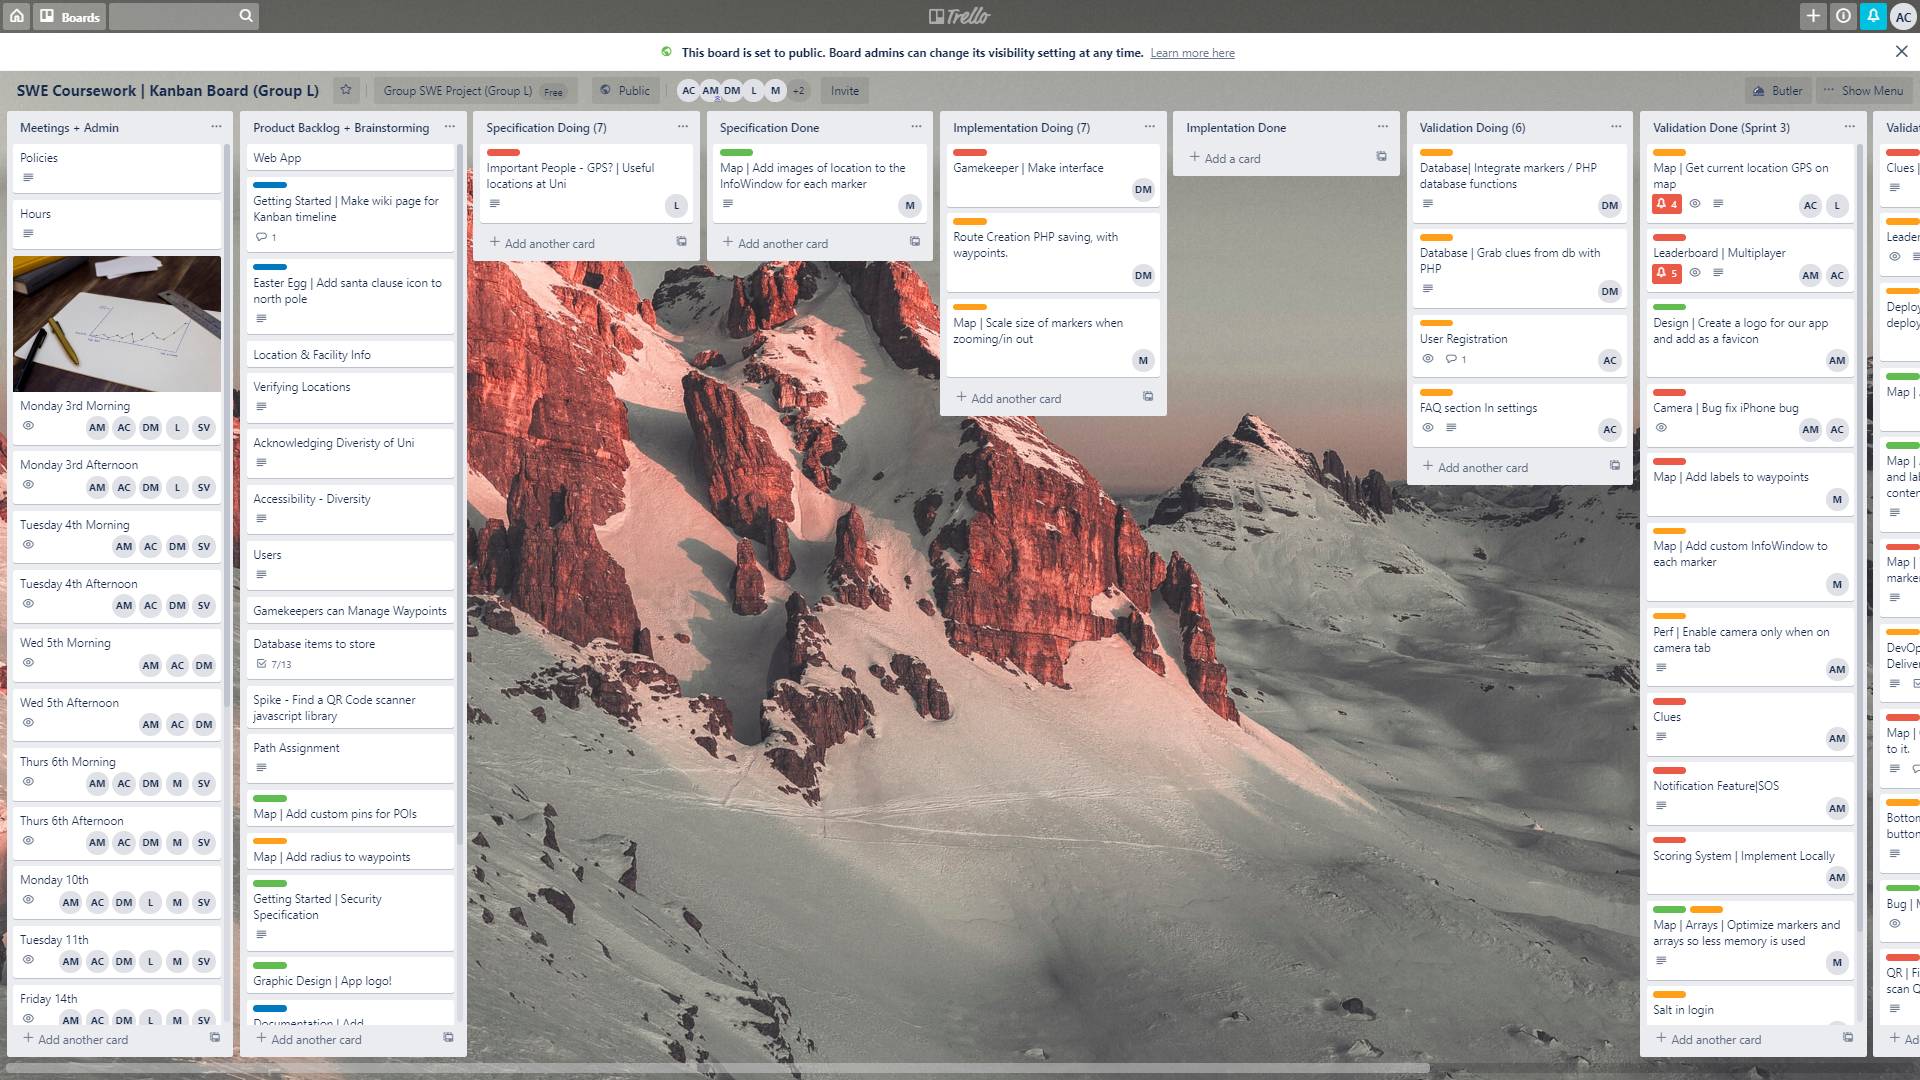 Boards
Trello
AC
This board is set to public. Board admins can change its visibility setting at any time. Learn more here
SWE Coursework | Kanban Board (Group L)
Group SWE Project (Group L) Free
Public
AC AM DM L M +2
Invite
Butler
Show Menu
Meetings + Admin
Policies
Hours
Monday 3rd Morning
AM AC DM L SV
Monday 3rd Afternoon
AM AC DM L SV
Tuesday 4th Morning
AM AC DM SV
Tuesday 4th Afternoon
AM AC DM SV
Wed 5th Morning
AM AC DM
Wed 5th Afternoon
AM AC DM
Thurs 6th Morning
AM AC DM M SV
Thurs 6th Afternoon
AM AC DM M SV
Monday 10th
AM AC DM L M SV
Tuesday 11th
AM AC DM L M SV
Friday 14th
AM AC DM L M SV
Add another card
Product Backlog + Brainstorming
Web App
Getting Started | Make wiki page for
Kanban timeline
1
Easter Egg | Add santa clause icon to
north pole
Location & Facility Info
Verifying Locations
Acknowledging Diveristy of Uni
Accessibility - Diversity
Users
Gamekeepers can Manage Waypoints
Database items to store
7/13
Spike - Find a QR Code scanner
javascript library
Path Assignment
Map | Add custom pins for POIs
Map | Add radius to waypoints
Getting Started | Security
Specification
Graphic Design | App logo!
Documentation | Add
Add another card
Specification Doing (7)
Important People - GPS? | Useful
locations at Uni
L
Add another card
Specification Done
Map | Add images of location to the
InfoWindow for each marker
M
Add another card
Implementation Doing (7)
Gamekeeper | Make interface
DM
Route Creation PHP saving, with
waypoints.
DM
Map | Scale size of markers when
zooming/in out
M
Add another card
Implentation Done
Add a card
Validation Doing (6)
Database| Integrate markers / PHP
database functions
DM
Database | Grab clues from db with
PHP
DM
User Registration
1
AC
FAQ section In settings
AC
Add another card
Validation Done (Sprint 3)
Map | Get current location GPS on
map
4
AC L
Leaderboard | Multiplayer
5
AM AC
Design | Create a logo for our app
and add as a favicon
AM
Camera | Bug fix iPhone bug
AM AC
Map | Add labels to waypoints
M
Map | Add custom InfoWindow to
each marker
M
Perf | Enable camera only when on
camera tab
AM
Clues
AM
Notification Feature|SOS
AM
Scoring System | Implement Locally
AM
Map | Arrays | Optimize markers and
arrays so less memory is used
M
Salt in login
Add another card
Validat
Clues |
Leader
Deploy
deploy
Map |
Map |
and lab
conten
Map |
marker
DevOp
Deliver
Map |
to it.
Bottom
button
Bug |
QR | Fi
scan Q